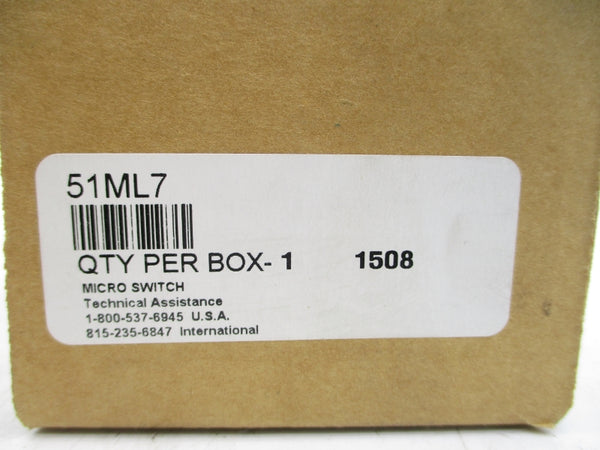 51ML7
QTY PER BOX- 1 1508
MICRO SWITCH
Technical Assistance
1-800-537-6945 U.S.A.
815-235-6847 International